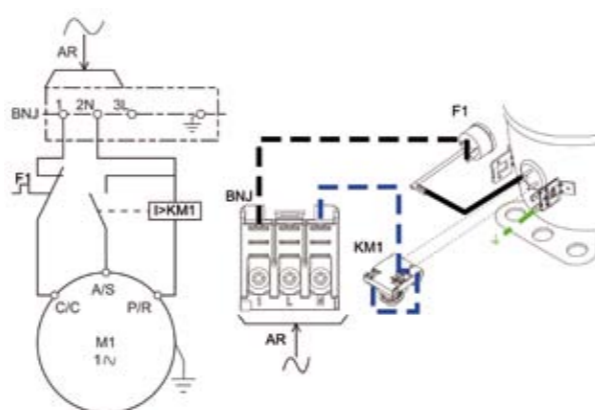 AR
BNJ 1 2N 3L
F1
I>KM1
A/S
C/C P/R
M1
1∿
F1
BNJ
KM1
1 L N
AR